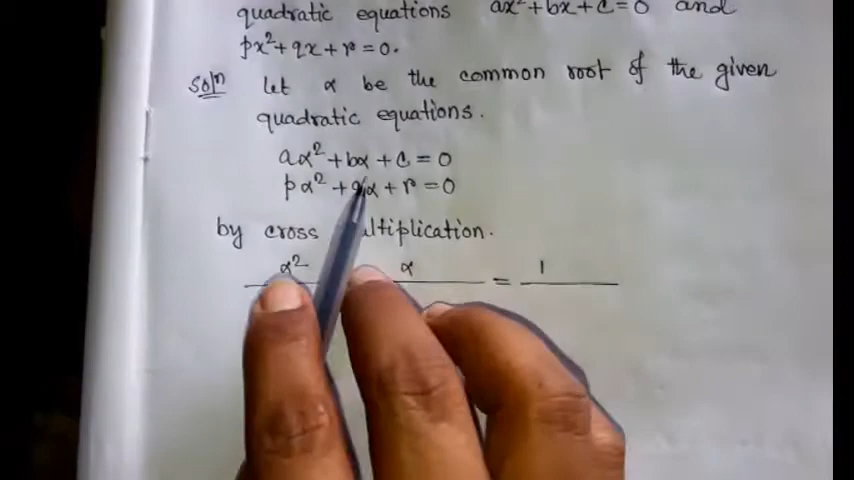 quadratic equations ax²+bx+c=0 and
px²+qx+r=0.
Solⁿ Let α be the common root of the given
quadratic equations.
aα²+bα+c=0
pα²+qα+r=0
by cross multiplication.
α² α = 1